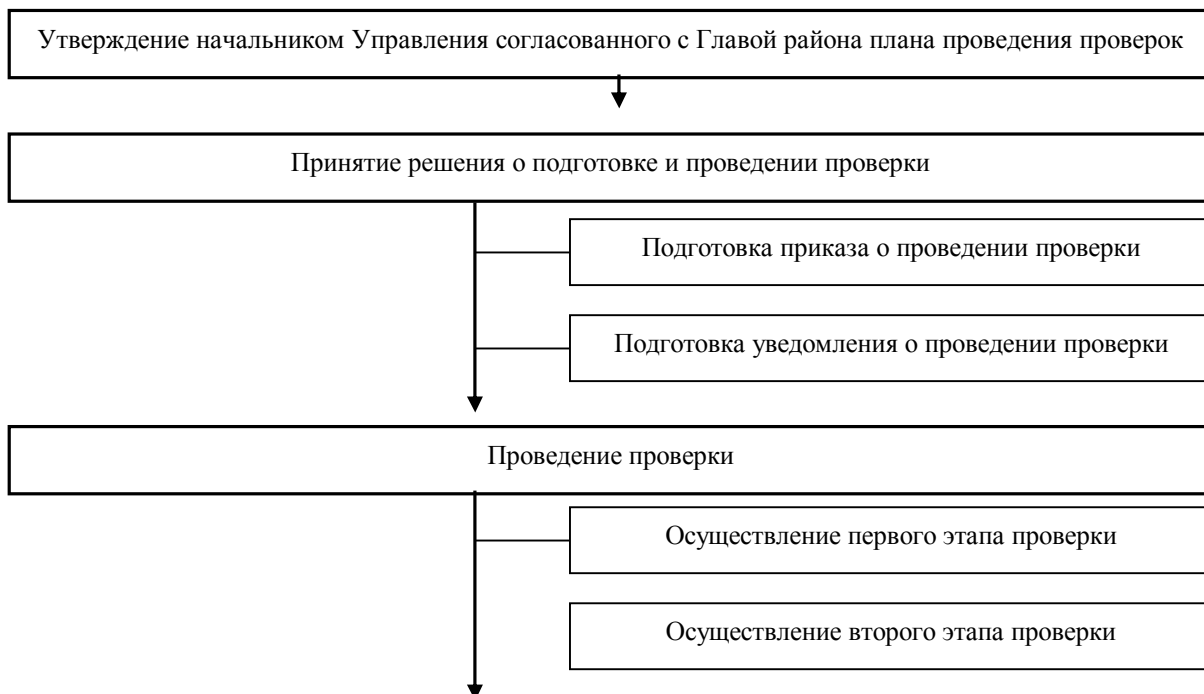 Утверждение начальником Управления согласованного с Главой района плана проведения проверок
Принятие решения о подготовке и проведении проверки
Подготовка приказа о проведении проверки
Подготовка уведомления о проведении проверки
Проведение проверки
Осуществление первого этапа проверки
Осуществление второго этапа проверки